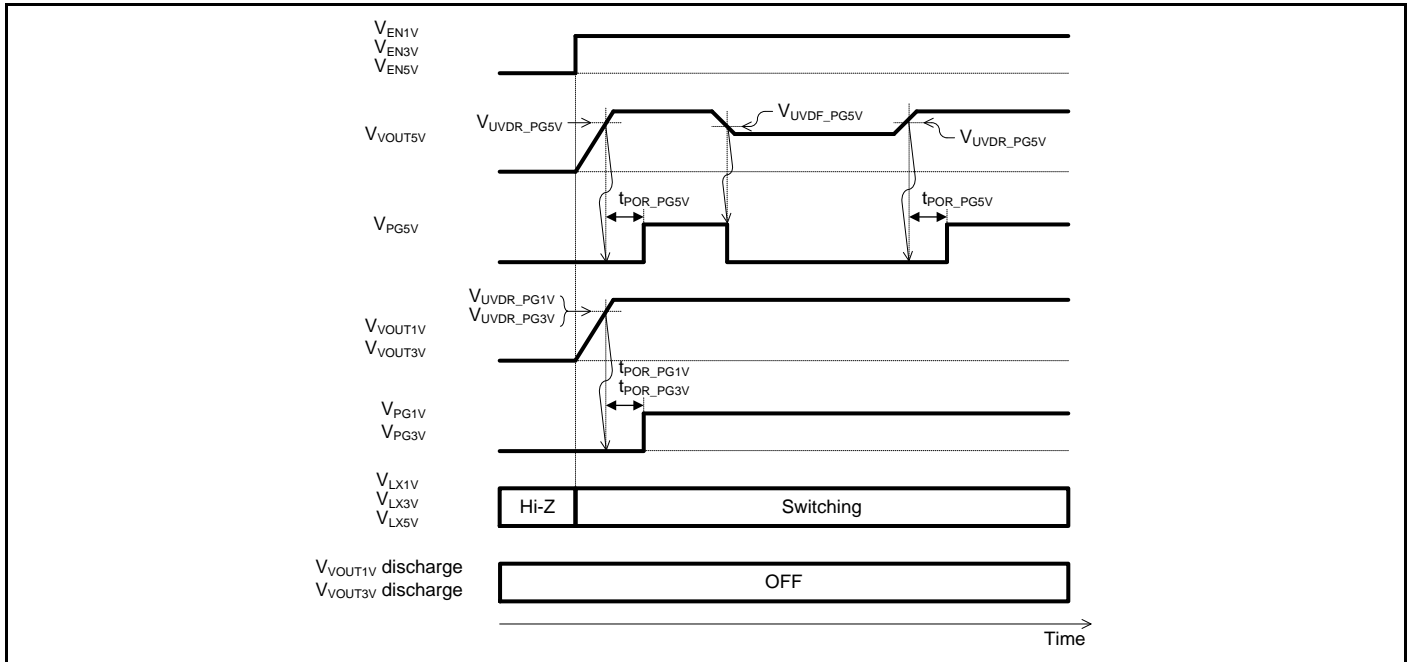 VEN1V
VEN3V
VEN5V
VVOUT5V
VUVDR_PG5V
VUVDF_PG5V
VUVDR_PG5V
VPG5V
tPOR_PG5V
tPOR_PG5V
VUVDR_PG1V
VUVDR_PG3V
VVOUT1V
VVOUT3V
tPOR_PG1V
tPOR_PG3V
VPG1V
VPG3V
VLX1V
VLX3V
VLX5V
Hi-Z
Switching
VVOUT1V discharge
VVOUT3V discharge
OFF
Time